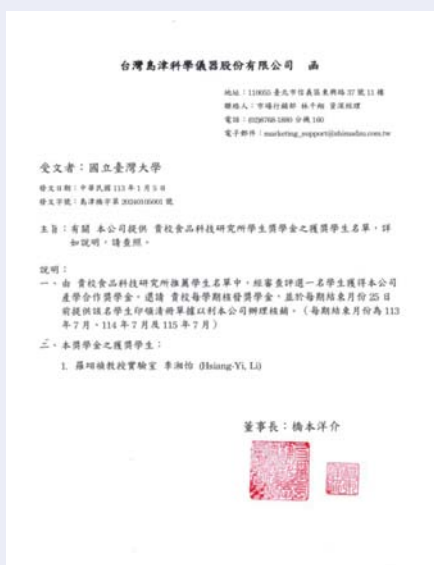 台灣島津科學儀器股份有限公司 函
地址：110055 臺北市信義區東興路 37 號 11 樓
聯絡人：市場行銷部 林千翔 資深經理
電話：(02)8768-1880 分機 160
電子郵件：marketing_support@shimadzu.com.tw
受文者：國立臺灣大學
發文日期：中華民國 113 年 1 月 5 日
發文字號：島津推字第 20240105001 號
主旨：有關 本公司提供 貴校食品科技研究所學生獎學金之獲獎學生名單，詳
如說明，請查照。
說明：
一、由 貴校食品科技研究所推薦學生名單中，經審查評選一名學生獲得本公司
產學合作獎學金。還請 貴校每學期核發獎學金，並於每期結束月份 25 日
前提供該名學生印領清冊單據以利本公司辦理核銷。（每期結束月份為 113
年 7 月、114 年 7 月及 115 年 7 月）
二、本獎學金之獲獎學生：
1. 羅翊禎教授實驗室 李湘怡 (Hsiang-Yi, Li)
董事長：橋本洋介